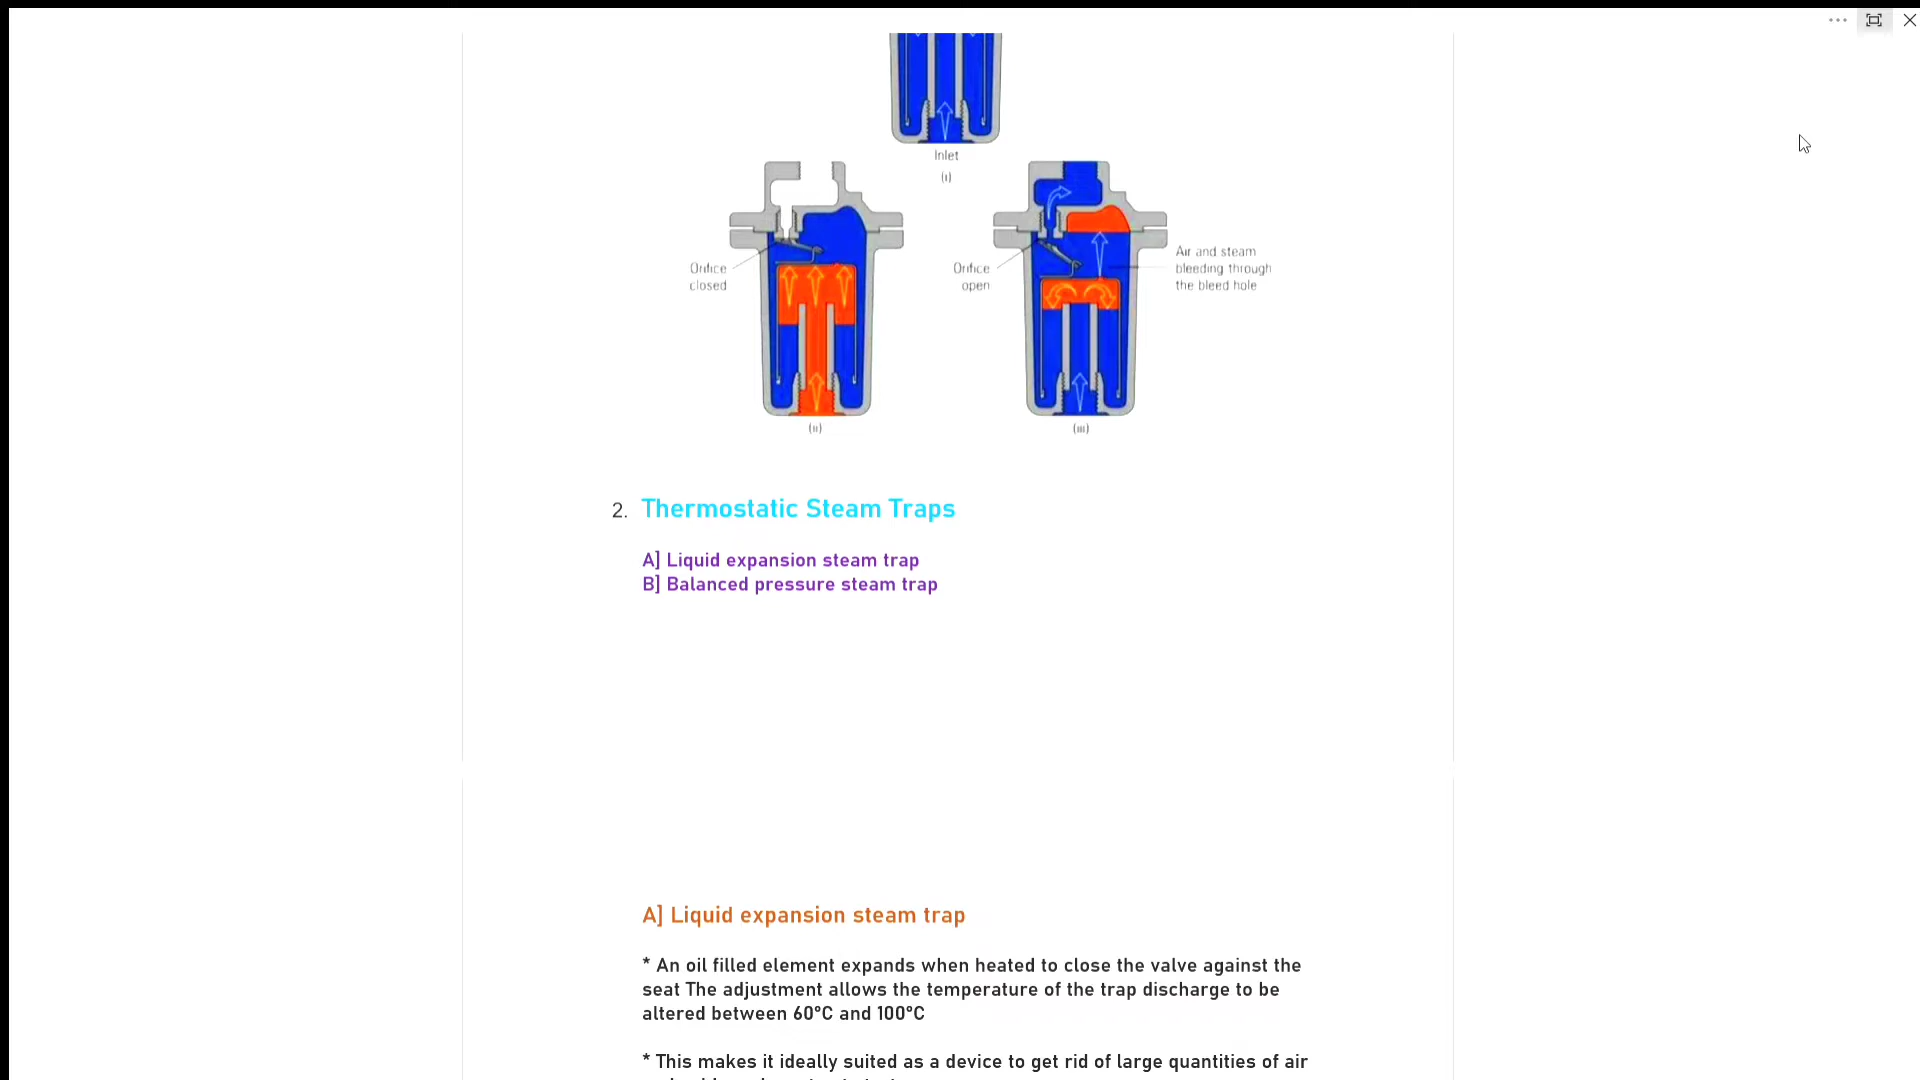 Inlet
(i)
Orifice
closed
Orifice
open
Air and steam
bleeding through
the bleed hole
(ii)
(iii)
2. Thermostatic Steam Traps
A] Liquid expansion steam trap
B] Balanced pressure steam trap
A] Liquid expansion steam trap
* An oil filled element expands when heated to close the valve against the
seat The adjustment allows the temperature of the trap discharge to be
altered between 60°C and 100°C
* This makes it ideally suited as a device to get rid of large quantities of air